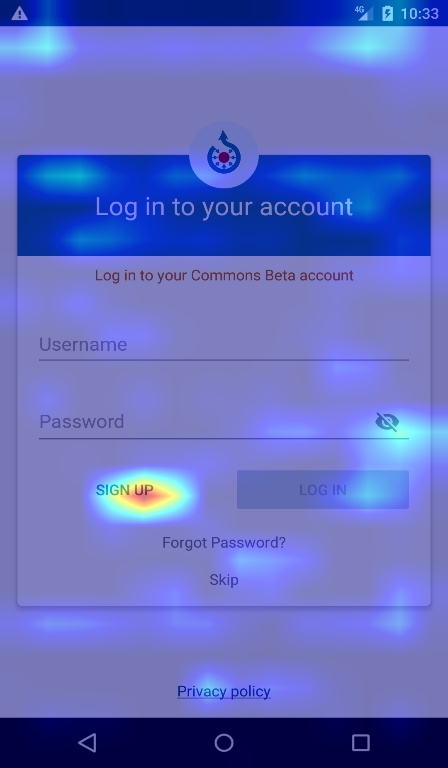 4G 10:33
Log in to your account
Log in to your Commons Beta account
Username
Password
SIGN UP LOG IN
Forgot Password?
Skip
Privacy policy